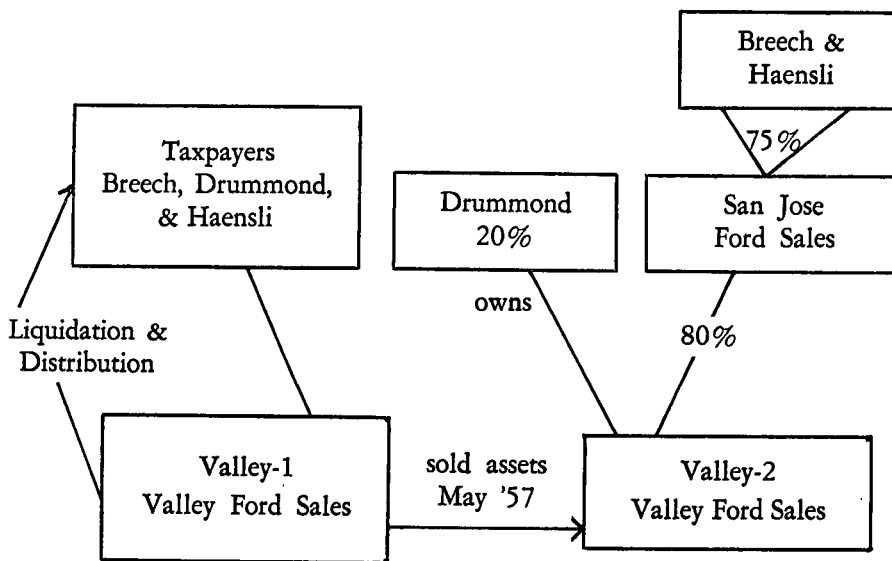 Breech &
Haensli
75%
Taxpayers
Breech, Drummond,
& Haensli
Drummond
20%
San Jose
Ford Sales
owns
80%
Liquidation &
Distribution
Valley-1
Valley Ford Sales
sold assets
May '57
Valley-2
Valley Ford Sales